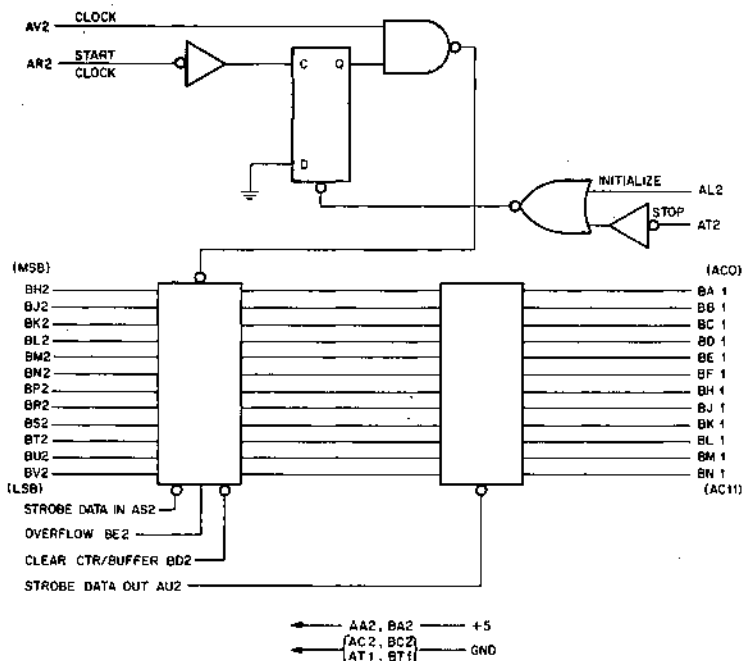 AV2 CLOCK
AR2 START CLOCK
C Q
D
INITIALIZE AL2
STOP AT2
(MSB) (AC0)
BH2 BA 1
BJ2 BB 1
BK2 BC 1
BL2 BD 1
BM2 BE 1
BN2 BF 1
BP2 BH 1
BR2 BJ 1
BS2 BK 1
BT2 BL 1
BU2 BM 1
BV2 BN 1
(LSB) (AC11)
STROBE DATA IN AS2
OVERFLOW BE2
CLEAR CTR/BUFFER BD2
STROBE DATA OUT AU2
AA2, BA2 +5
AC2, BC2 GND
AT1, BT1